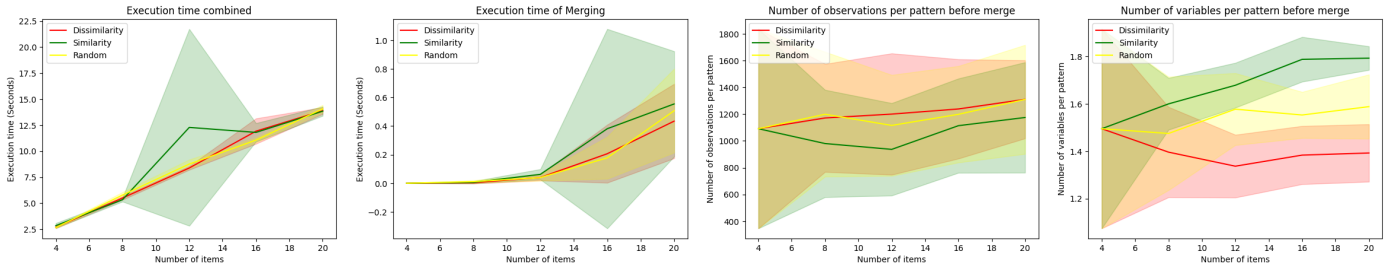 Execution time combined
Dissimilarity
Similarity
Random
22.5
20.0
17.5
15.0
12.5
10.0
7.5
5.0
2.5
Execution time (Seconds)
4 6 8 10 12 14 16 18 20
Number of items
Execution time of Merging
Dissimilarity
Similarity
Random
1.0
0.8
0.6
0.4
0.2
0.0
−0.2
Execution time (Seconds)
4 6 8 10 12 14 16 18 20
Number of items
Number of observations per pattern before merge
Dissimilarity
Similarity
Random
1800
1600
1400
1200
1000
800
600
400
Number of observations per pattern
4 6 8 10 12 14 16 18 20
Number of items
Number of variables per pattern before merge
Dissimilarity
Similarity
Random
1.8
1.6
1.4
1.2
Number of variables per pattern
4 6 8 10 12 14 16 18 20
Number of items